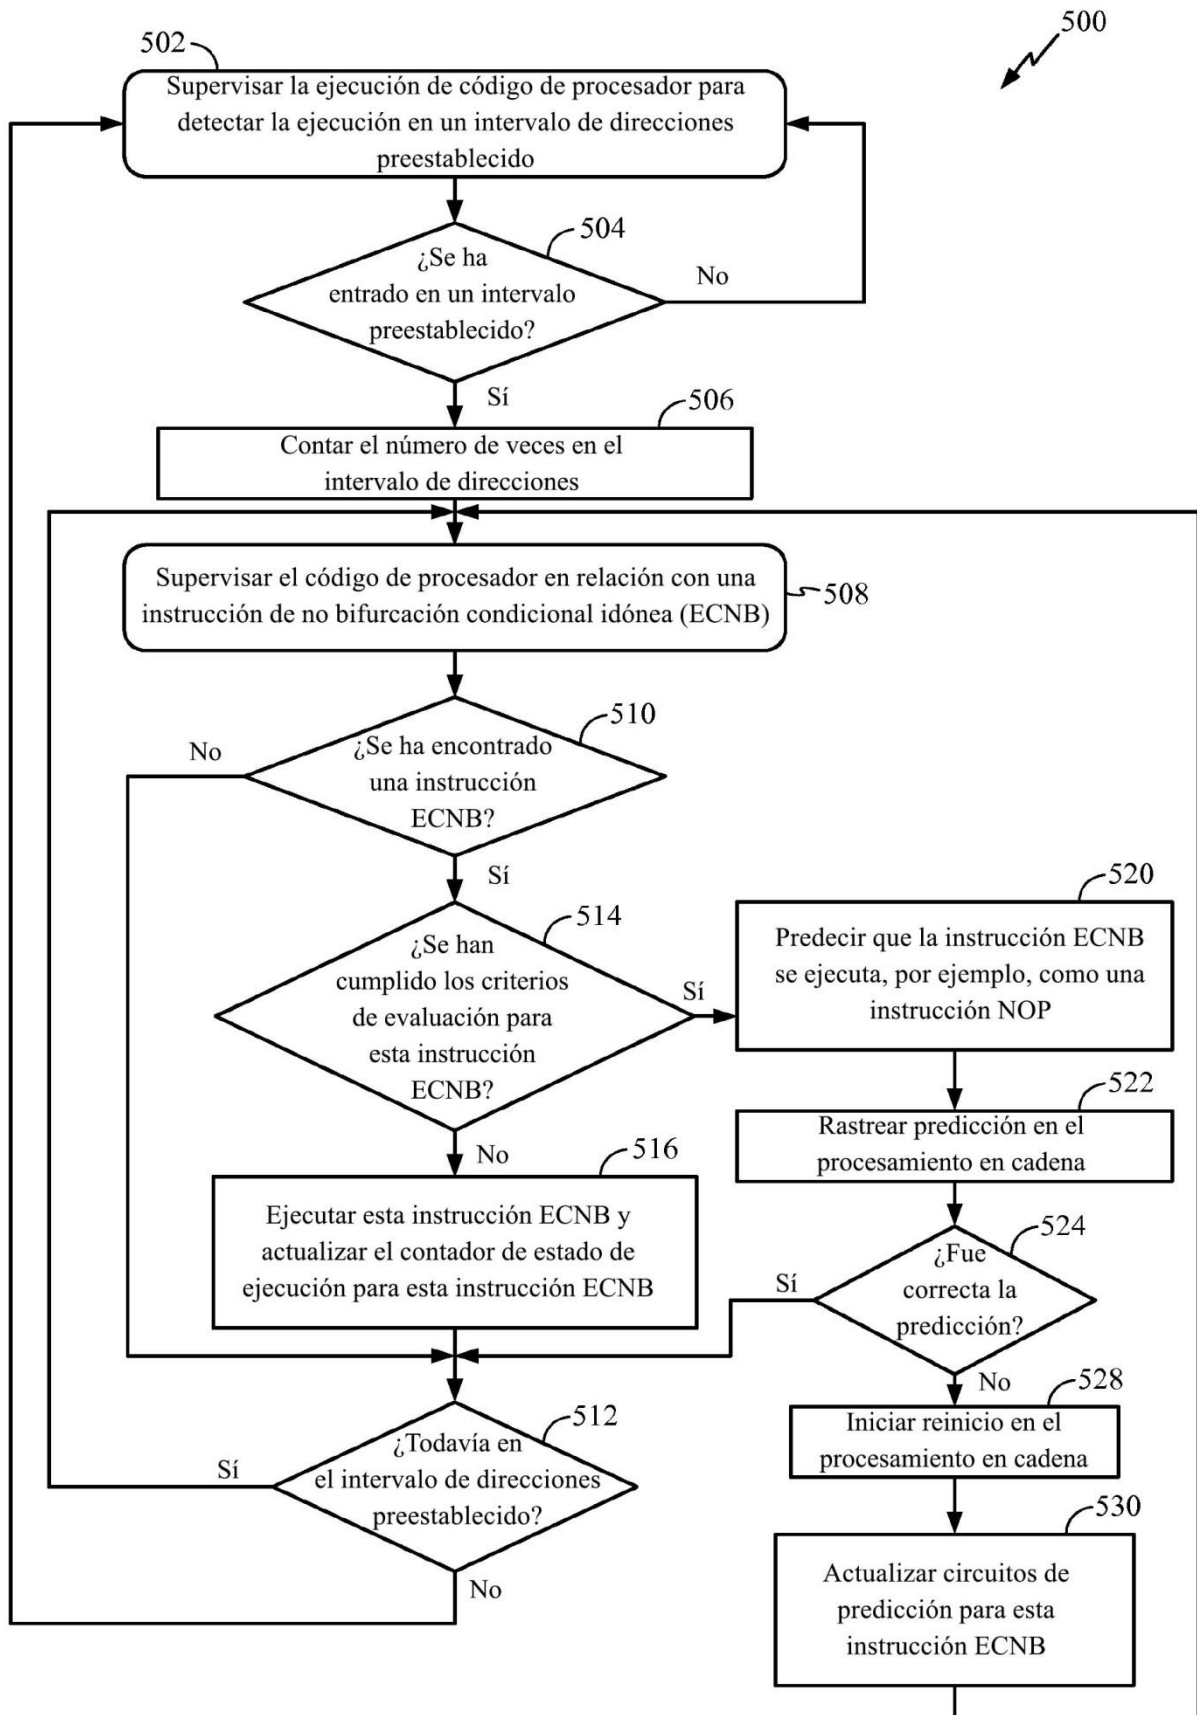 500
502
Supervisar la ejecución de código de procesador para
detectar la ejecución en un intervalo de direcciones
preestablecido
504
¿Se ha
entrado en un intervalo
preestablecido?
No
Sí
506
Contar el número de veces en el
intervalo de direcciones
Supervisar el código de procesador en relación con una
instrucción de no bifurcación condicional idónea (ECNB)
508
510
No
¿Se ha encontrado
una instrucción
ECNB?
Sí
514
¿Se han
cumplido los criterios
de evaluación para
esta instrucción
ECNB?
Sí
No
520
Predecir que la instrucción ECNB
se ejecuta, por ejemplo, como una
instrucción NOP
522
Rastrear predicción en el
procesamiento en cadena
516
Ejecutar esta instrucción ECNB y
actualizar el contador de estado de
ejecución para esta instrucción ECNB
524
¿Fue
correcta la
predicción?
Sí
No
528
Iniciar reinicio en el
procesamiento en cadena
512
¿Todavía en
el intervalo de direcciones
preestablecido?
Sí
No
530
Actualizar circuitos de
predicción para esta
instrucción ECNB